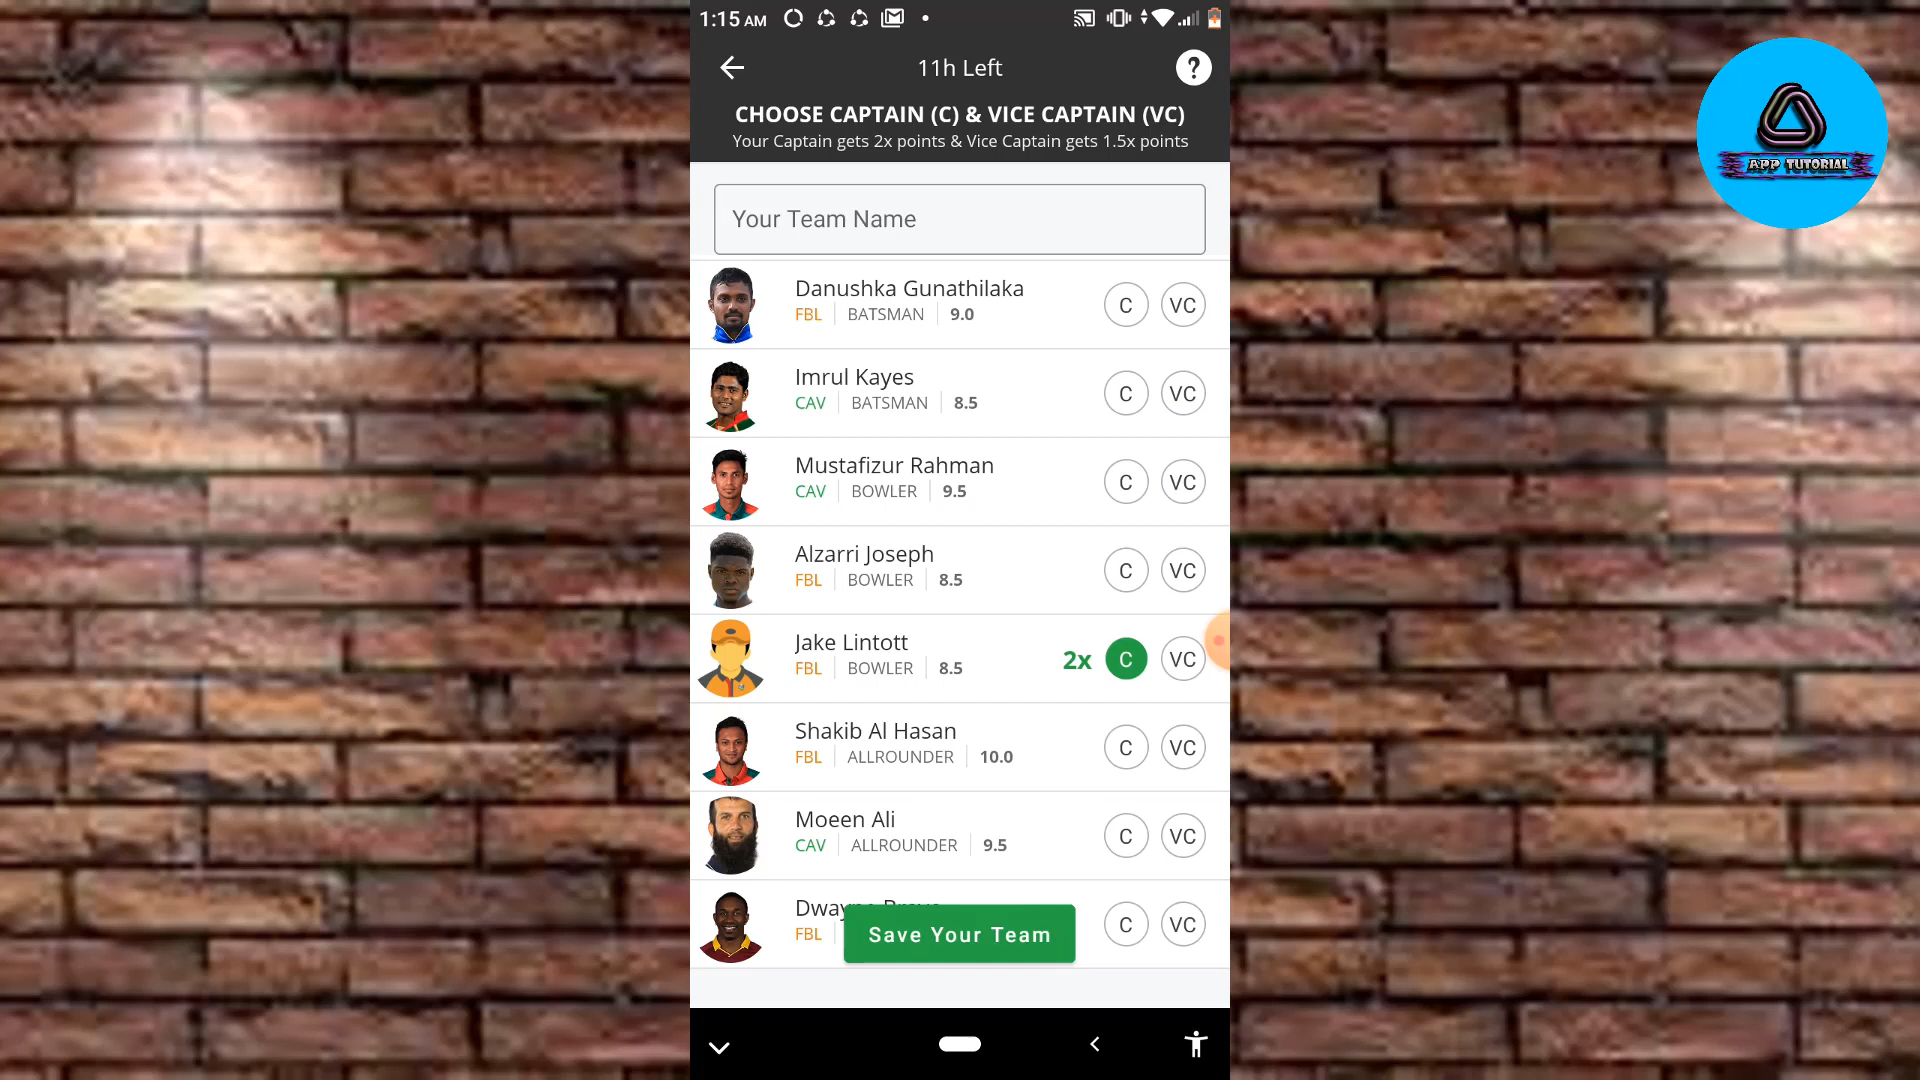 1:15 AM
11h Left
?
CHOOSE CAPTAIN (C) & VICE CAPTAIN (VC)
Your Captain gets 2x points & Vice Captain gets 1.5x points
APP TUTORIAL
Your Team Name
Danushka Gunathilaka
FBL BATSMAN 9.0
C VC
Imrul Kayes
CAV BATSMAN 8.5
C VC
Mustafizur Rahman
CAV BOWLER 9.5
C VC
Alzarri Joseph
FBL BOWLER 8.5
C VC
Jake Lintott
FBL BOWLER 8.5
2x C VC
Shakib Al Hasan
FBL ALLROUNDER 10.0
C VC
Moeen Ali
CAV ALLROUNDER 9.5
C VC
FBL
C VC
Save Your Team